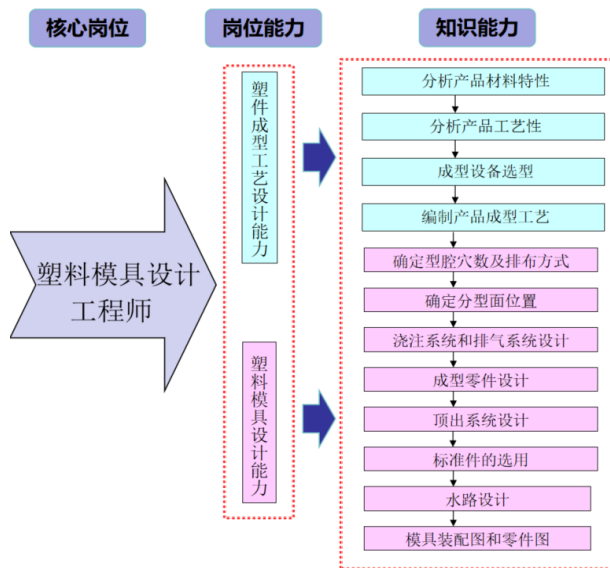 核心岗位
岗位能力
知识能力
塑料模具设计
工程师
塑件成型工艺设计能力
塑料模具设计能力
分析产品材料特性
分析产品工艺性
成型设备选型
编制产品成型工艺
确定型腔穴数及排布方式
确定分型面位置
浇注系统和排气系统设计
成型零件设计
顶出系统设计
标准件的选用
水路设计
模具装配图和零件图